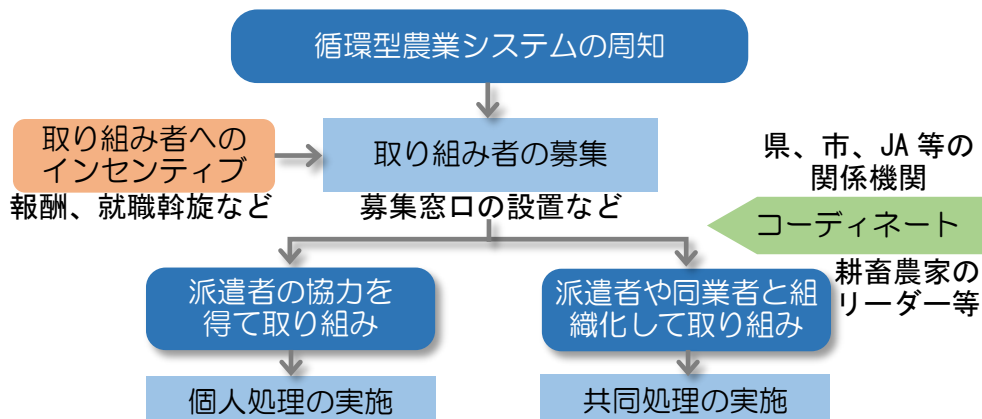 循環型農業システムの周知
取り組み者への
インセンティブ
報酬、就職斡旋など
取り組み者の募集
募集窓口の設置など
県、市、JA等の
関係機関
コーディネート
耕畜農家の
リーダー等
派遣者の協力を
得て取り組み
派遣者や同業者と組
織化して取り組み
個人処理の実施
共同処理の実施